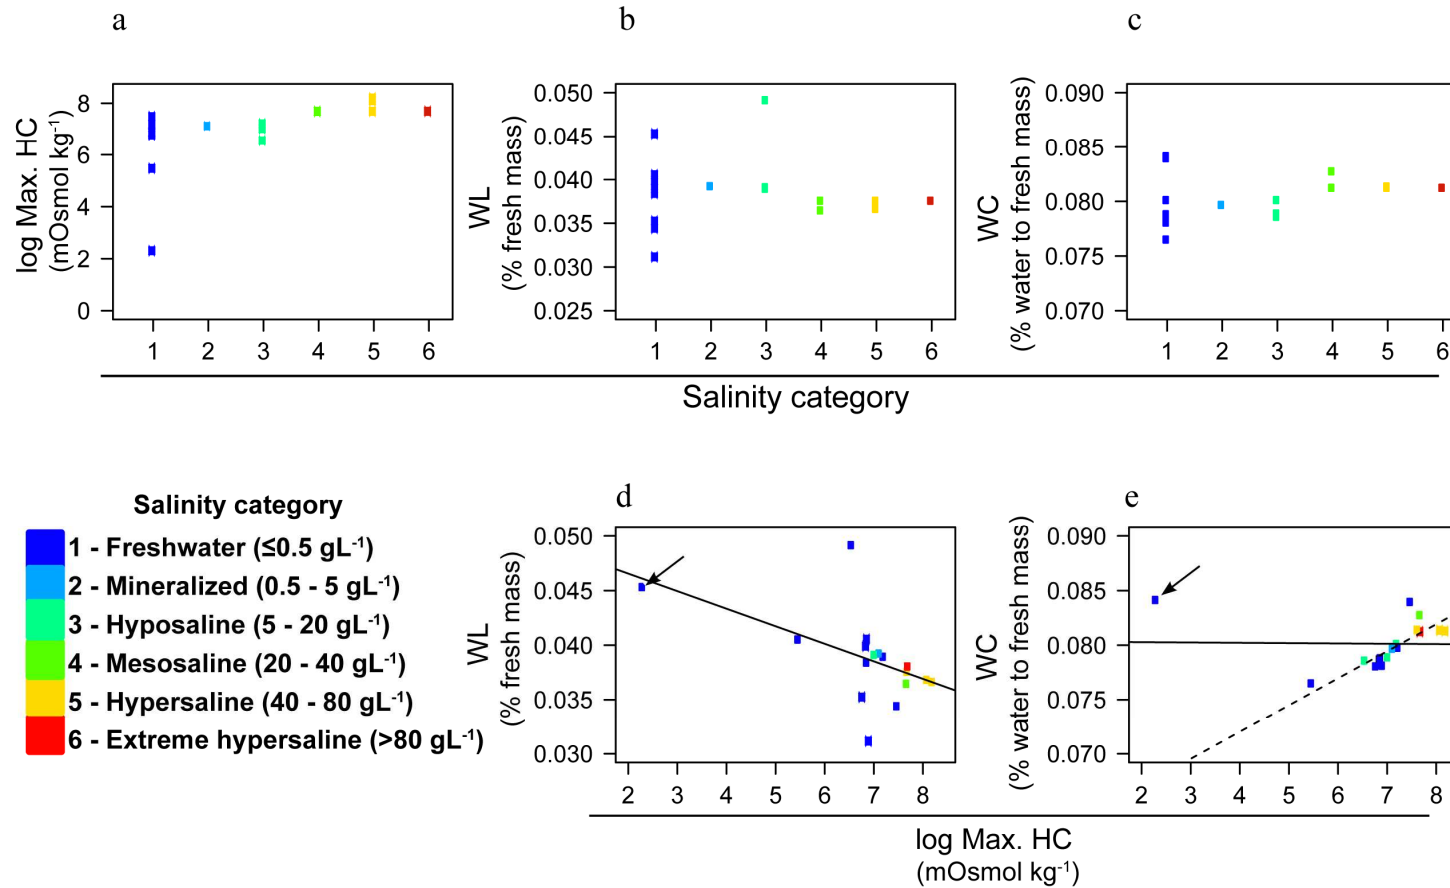 a
b
c
log Max. HC
(mOsmol kg⁻¹)
8
6
4
2
0
1 2 3 4 5 6
WL
(% fresh mass)
0.050
0.045
0.040
0.035
0.030
0.025
1 2 3 4 5 6
WC
(% water to fresh mass)
0.090
0.085
0.080
0.075
0.070
1 2 3 4 5 6
Salinity category
Salinity category
1 - Freshwater (≤0.5 gL⁻¹)
2 - Mineralized (0.5 - 5 gL⁻¹)
3 - Hyposaline (5 - 20 gL⁻¹)
4 - Mesosaline (20 - 40 gL⁻¹)
5 - Hypersaline (40 - 80 gL⁻¹)
6 - Extreme hypersaline (>80 gL⁻¹)
d
e
WL
(% fresh mass)
0.050
0.045
0.040
0.035
0.030
2 3 4 5 6 7 8
WC
(% water to fresh mass)
0.090
0.085
0.080
0.075
0.070
2 3 4 5 6 7 8
log Max. HC
(mOsmol kg⁻¹)